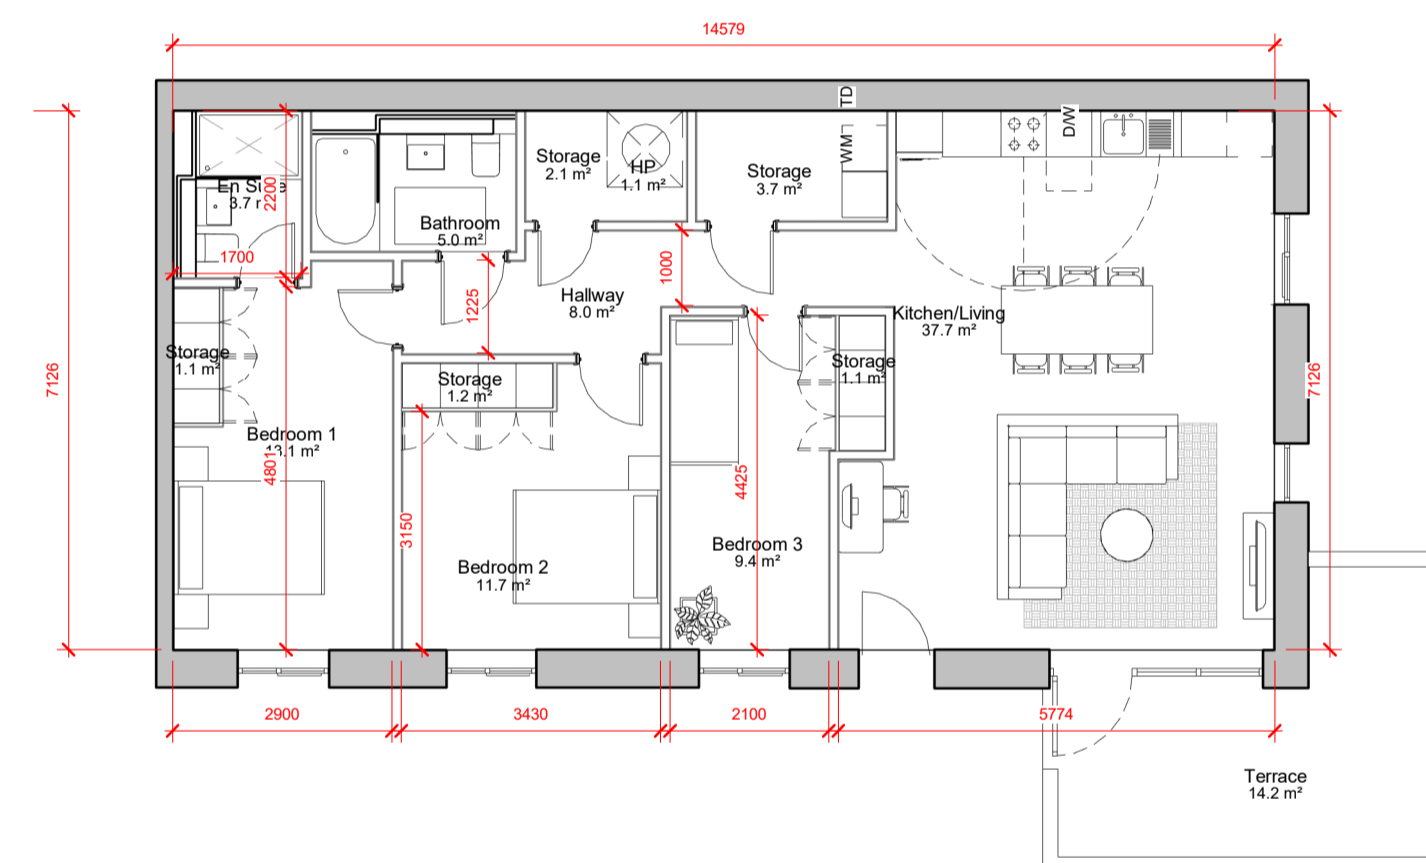 14579
TD
D/W
WM
Storage
2.1 m²
HP
1.1 m²
Storage
3.7 m²
En Suite
3.7 m²
2200
Bathroom
5.0 m²
1700
1000
1225
Hallway
8.0 m²
Kitchen/Living
37.7 m²
Storage
1.1 m²
Storage
1.2 m²
Storage
1.1 m²
7126
7126
Bedroom 1
13.1 m²
4801
4425
3150
Bedroom 2
11.7 m²
Bedroom 3
9.4 m²
2900
3430
2100
5774
Terrace
14.2 m²